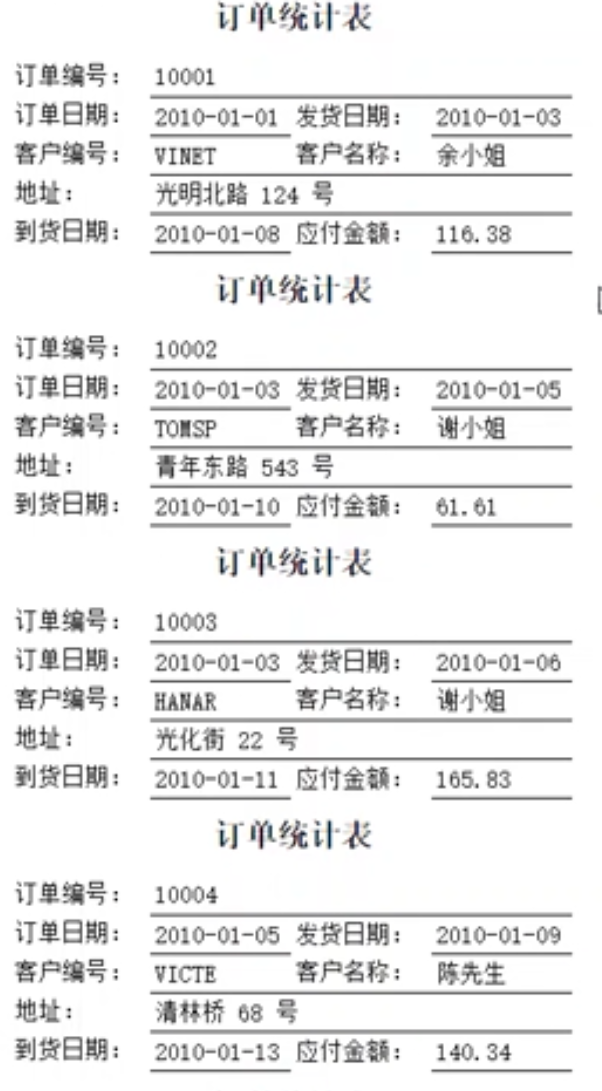 订单统计表
订单编号： 10001
订单日期： 2010-01-01 发货日期： 2010-01-03
客户编号： VINET 客户名称： 余小姐
地址： 光明北路 124 号
到货日期： 2010-01-08 应付金额： 116.38
订单统计表
订单编号： 10002
订单日期： 2010-01-03 发货日期： 2010-01-05
客户编号： TOMSP 客户名称： 谢小姐
地址： 青年东路 543 号
到货日期： 2010-01-10 应付金额： 61.61
订单统计表
订单编号： 10003
订单日期： 2010-01-03 发货日期： 2010-01-06
客户编号： HANAR 客户名称： 谢小姐
地址： 光化街 22 号
到货日期： 2010-01-11 应付金额： 165.83
订单统计表
订单编号： 10004
订单日期： 2010-01-05 发货日期： 2010-01-09
客户编号： VICTE 客户名称： 陈先生
地址： 清林桥 68 号
到货日期： 2010-01-13 应付金额： 140.34